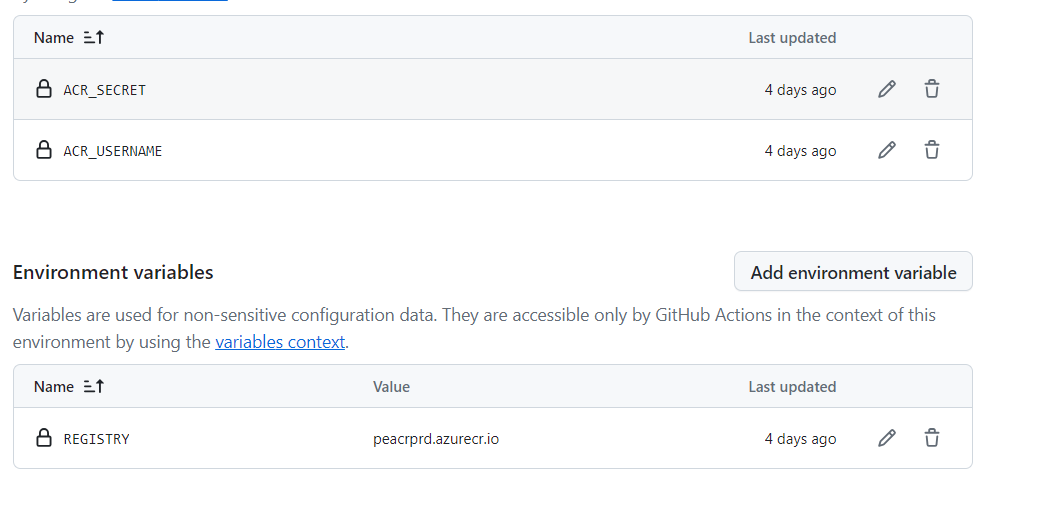 Name
Last updated
ACR_SECRET
4 days ago
ACR_USERNAME
4 days ago
Environment variables
Add environment variable
Variables are used for non-sensitive configuration data. They are accessible only by GitHub Actions in the context of this
environment by using the variables context.
Name
Value
Last updated
REGISTRY
peacrprd.azurecr.io
4 days ago